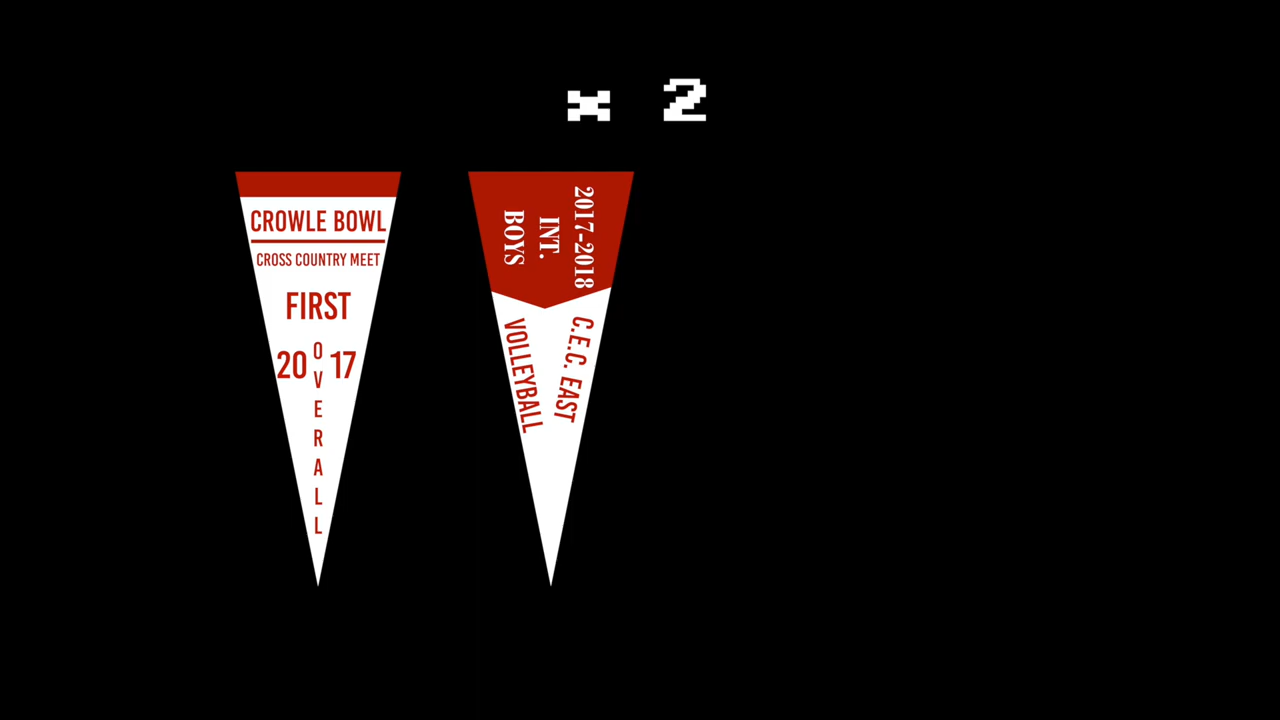 x 2
CROWLE BOWL
CROSS COUNTRY MEET
FIRST
20 17
OVERALL
2017-2018
INT.
BOYS
C.E.C. EAST
VOLLEYBALL